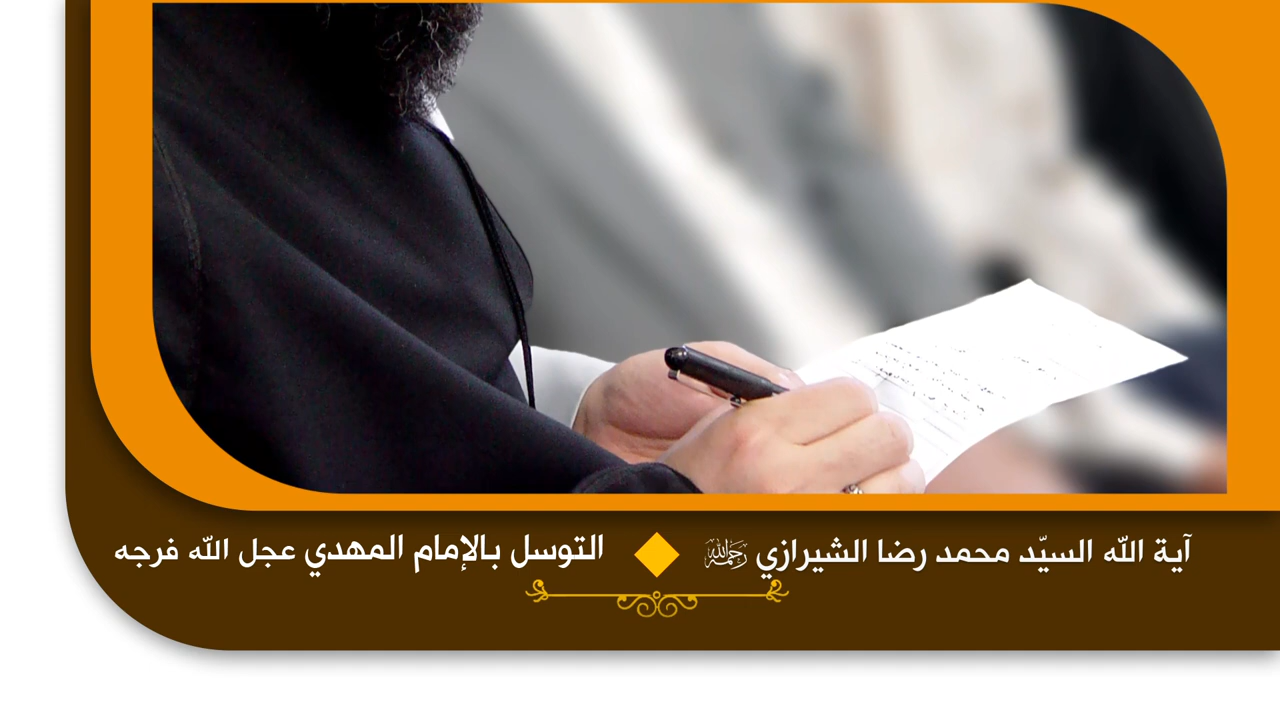 آية الله السيّد محمد رضا الشيرازي رحمه الله ◆ التوسل بالإمام المهدي عجل الله فرجه